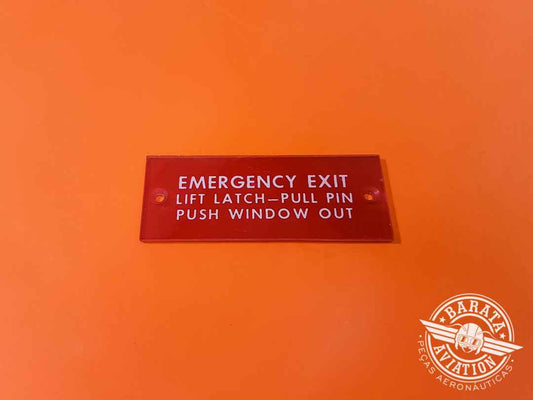 EMERGENCY EXIT
LIFT LATCH—PULL PIN
PUSH WINDOW OUT
BARATA
AVIATION
PEÇAS AERONÁUTICAS